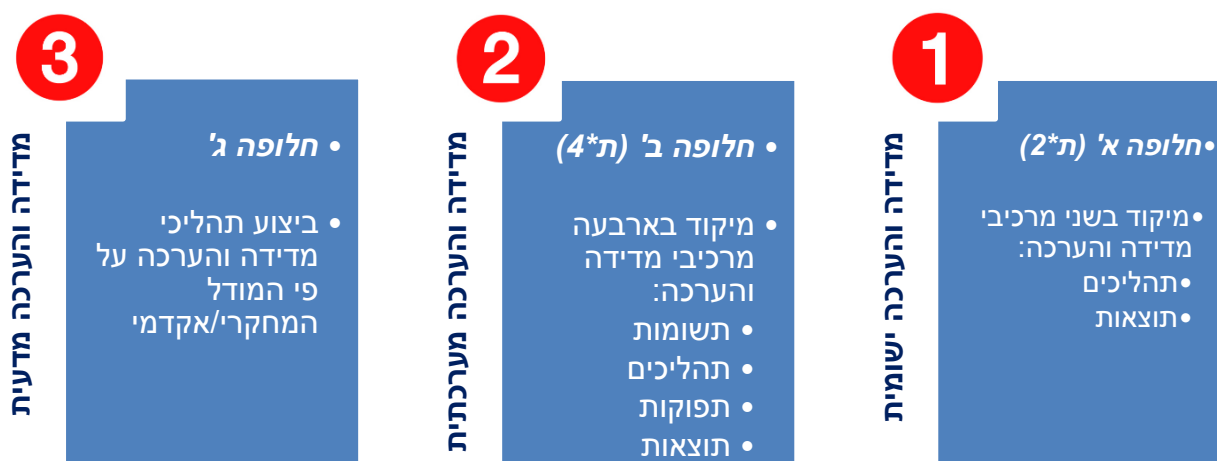 1
מדידה והערכה ישומית
•חלופה א' (ת*2)
•מיקוד בשני מרכיבי
מדידה והערכה:
•תהליכים
•תוצאות
2
מדידה והערכה מערכתית
• חלופה ב' (ת*4)
• מיקוד בארבעה
מרכיבי מדידה
והערכה:
• תשומות
• תהליכים
• תפוקות
• תוצאות
3
מדידה והערכה מדעית
• חלופה ג'
• ביצוע תהליכי
מדידה והערכה על
פי המודל
המחקרי/אקדמי